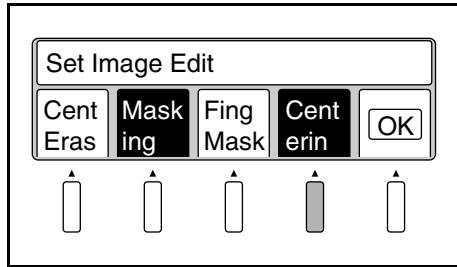 Set Image Edit
Cent Mask Fing Cent OK
Eras ing Mask erin